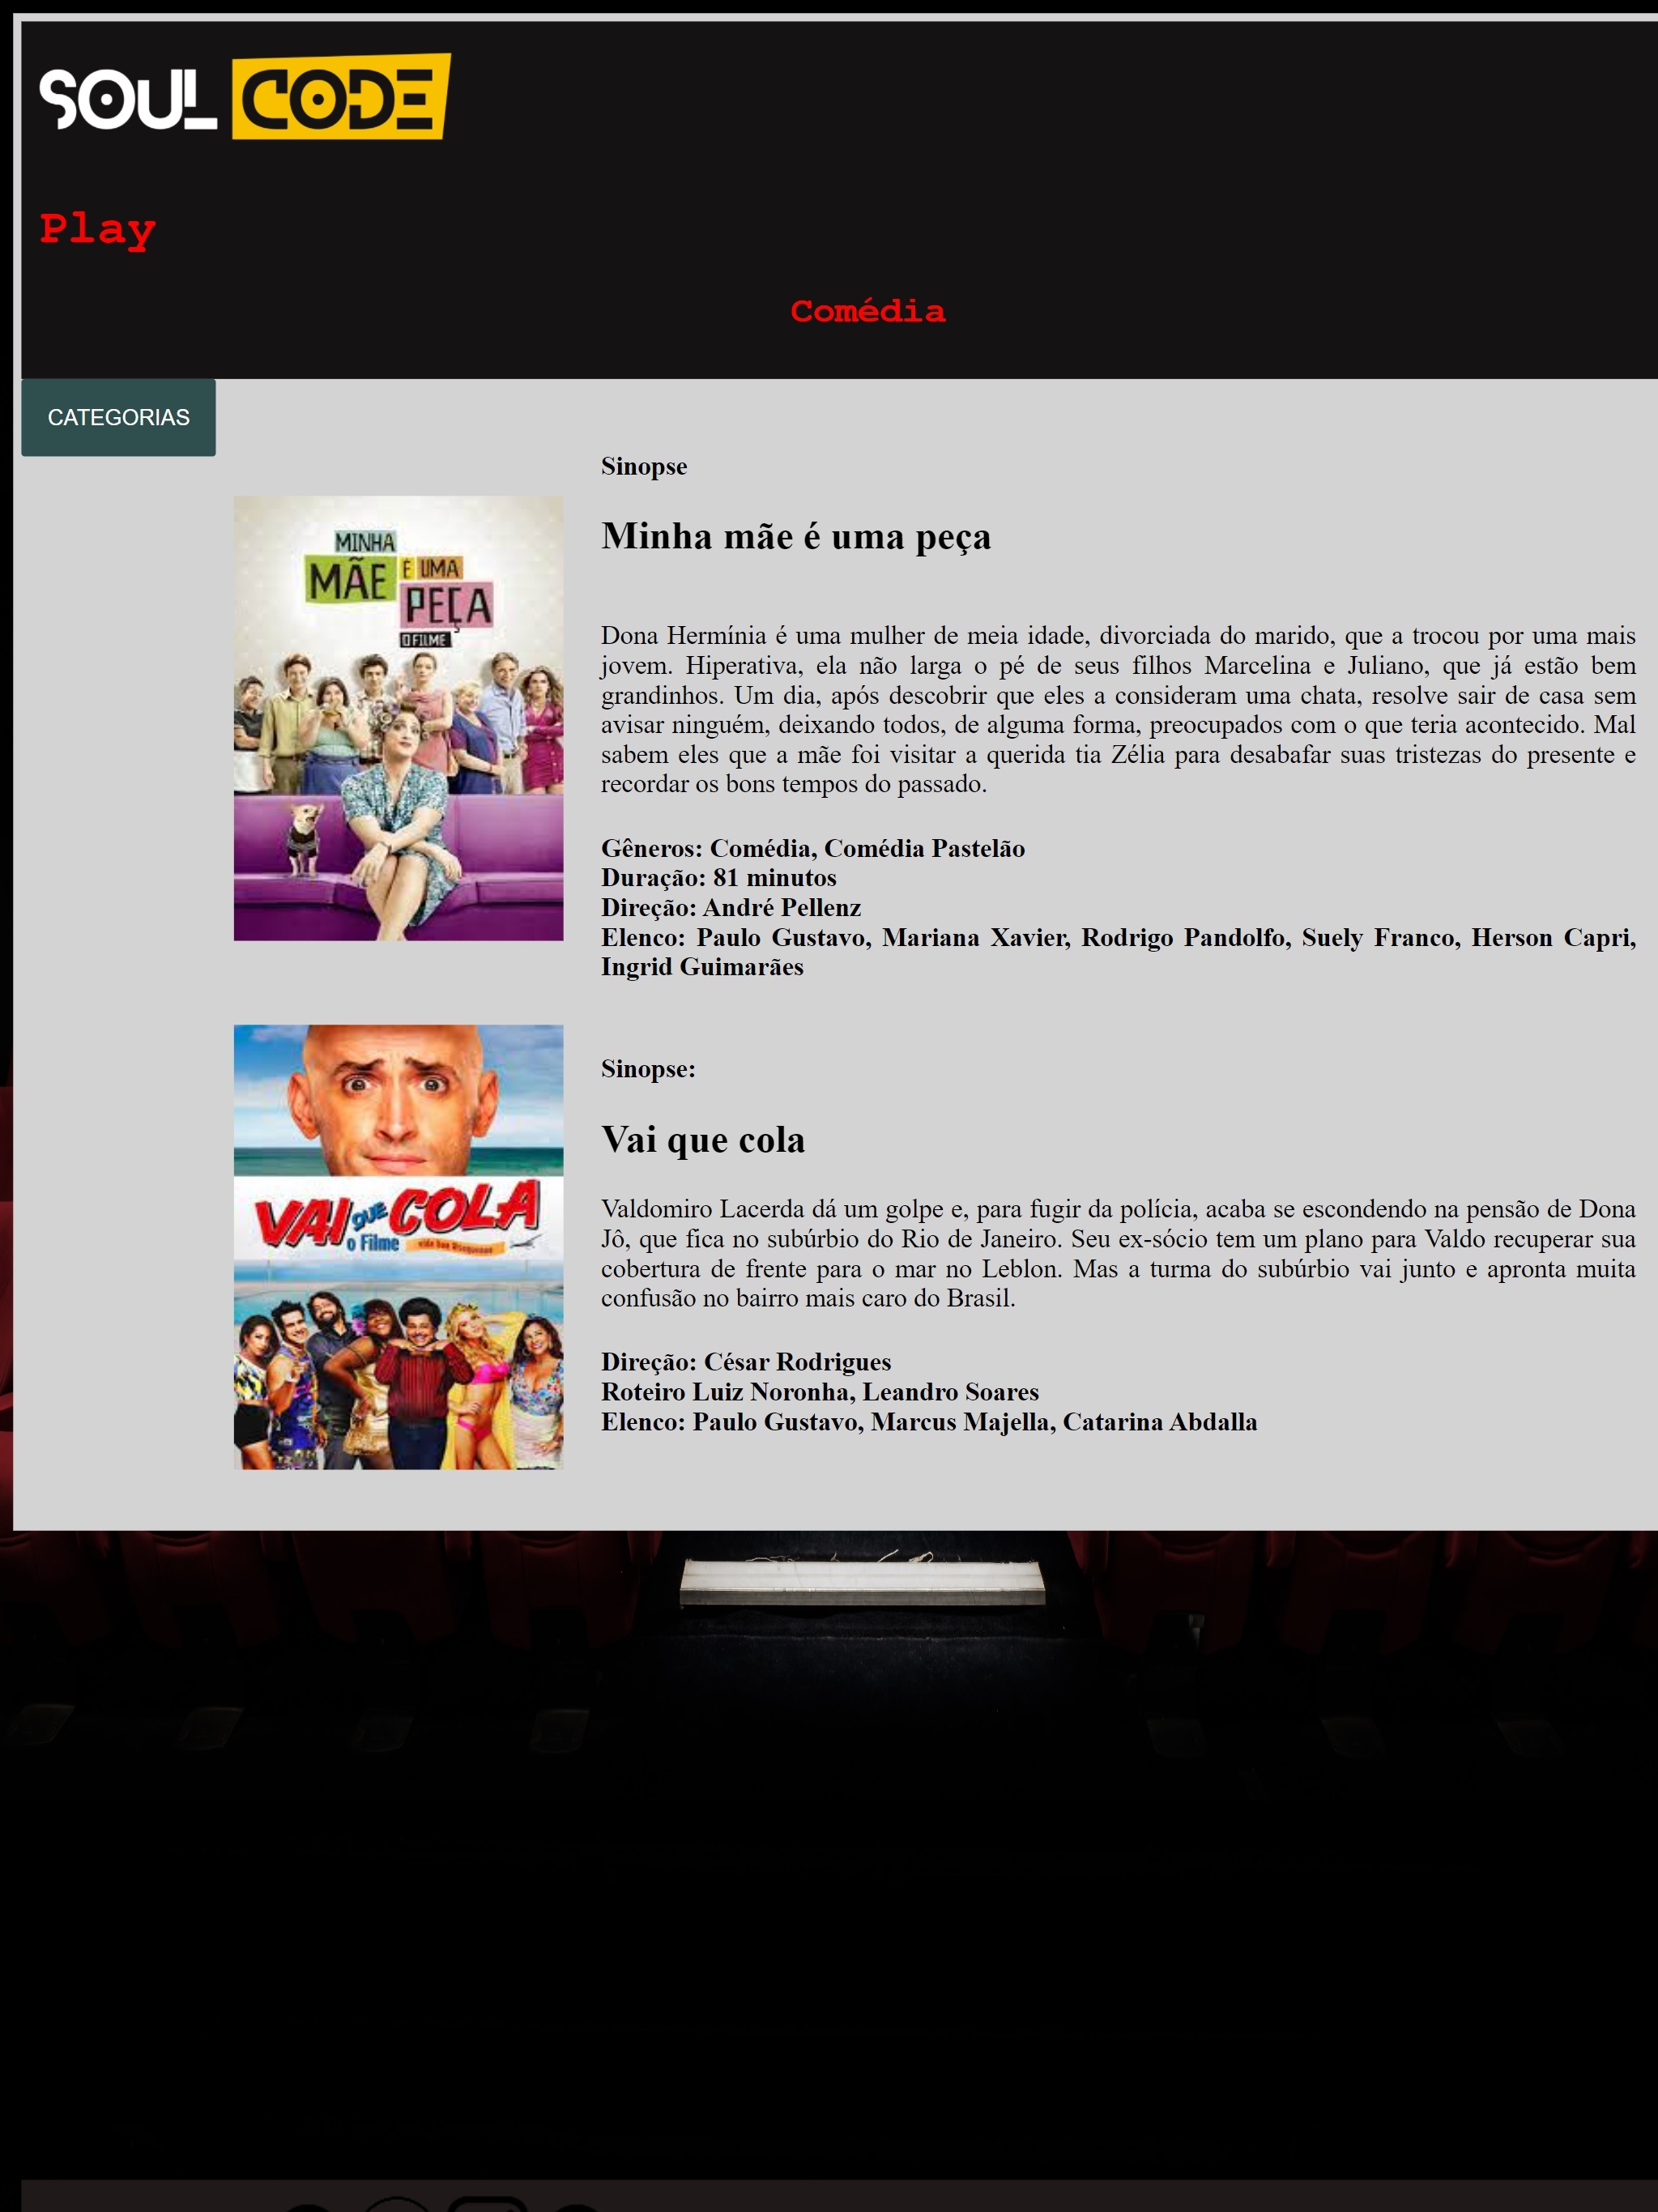 SOUL CODE
Play
Comédia
CATEGORIAS
Sinopse
MINHA
MÃE É UMA
PEÇA
O FILME
Minha mãe é uma peça
Dona Hermínia é uma mulher de meia idade, divorciada do marido, que a trocou por uma mais
jovem. Hiperativa, ela não larga o pé de seus filhos Marcelina e Juliano, que já estão bem
grandinhos. Um dia, após descobrir que eles a consideram uma chata, resolve sair de casa sem
avisar ninguém, deixando todos, de alguma forma, preocupados com o que teria acontecido. Mal
sabem eles que a mãe foi visitar a querida tia Zélia para desabafar suas tristezas do presente e
recordar os bons tempos do passado.
Gêneros: Comédia, Comédia Pastelão
Duração: 81 minutos
Direção: André Pellenz
Elenco: Paulo Gustavo, Mariana Xavier, Rodrigo Pandolfo, Suely Franco, Herson Capri,
Ingrid Guimarães
VAI QUE COLA
o Filme
Sinopse:
Vai que cola
Valdomiro Lacerda dá um golpe e, para fugir da polícia, acaba se escondendo na pensão de Dona
Jô, que fica no subúrbio do Rio de Janeiro. Seu ex-sócio tem um plano para Valdo recuperar sua
cobertura de frente para o mar no Leblon. Mas a turma do subúrbio vai junto e apronta muita
confusão no bairro mais caro do Brasil.
Direção: César Rodrigues
Roteiro Luiz Noronha, Leandro Soares
Elenco: Paulo Gustavo, Marcus Majella, Catarina Abdalla